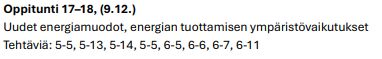 Oppitunti 17–18, (9.12.)
Uudet energiamuodot, energian tuottamisen ympäristövaikutukset
Tehtäviä: 5-5, 5-13, 5-14, 5-5, 6-5, 6-6, 6-7, 6-11